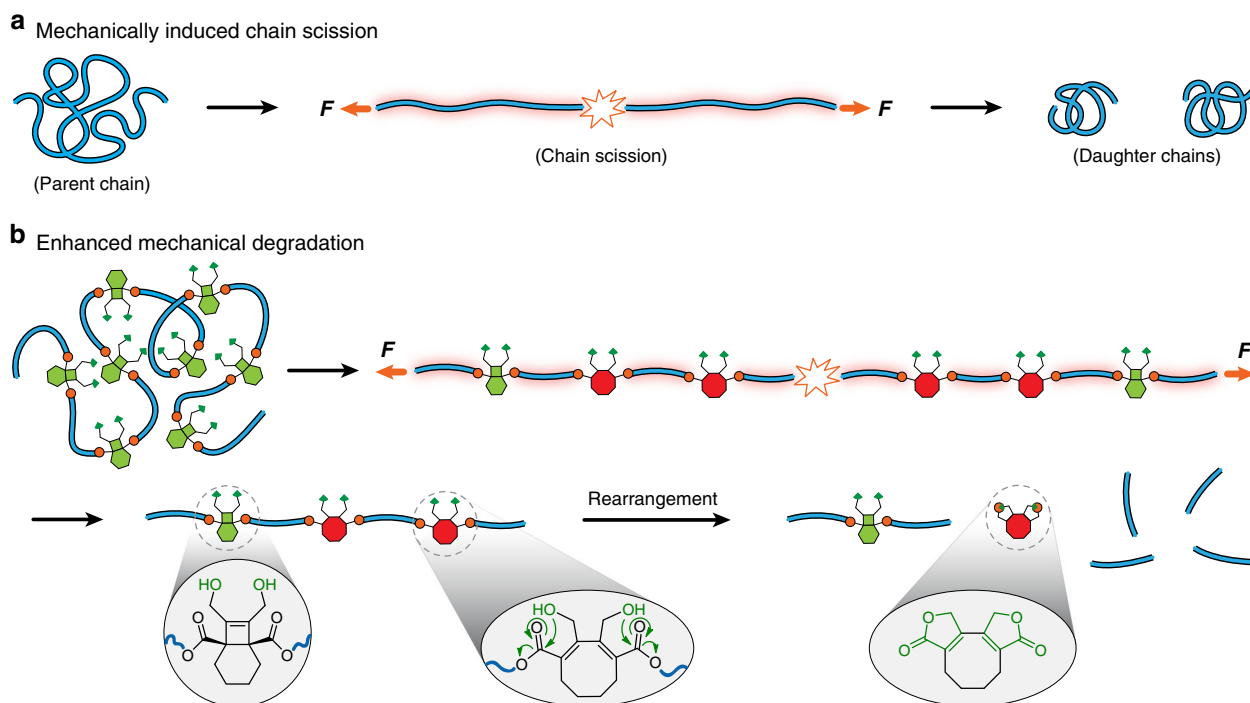 a Mechanically induced chain scission
F F
(Parent chain)
(Chain scission)
(Daughter chains)
b Enhanced mechanical degradation
F F
Rearrangement
HO OH
O O
O O
HO OH
O O
O O
O O
O O